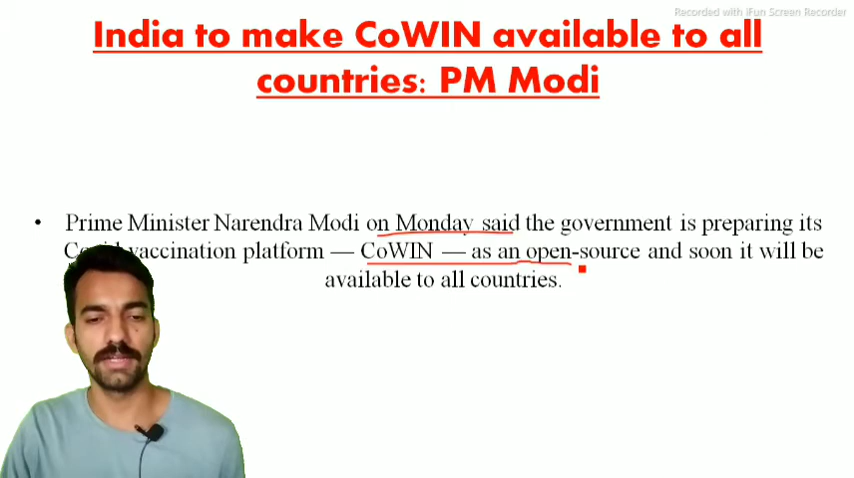 Recorded with iFun Screen Recorder
India to make CoWIN available to all
countries: PM Modi
• Prime Minister Narendra Modi on Monday said the government is preparing its
vaccination platform — CoWIN — as an open-source and soon it will be
available to all countries.